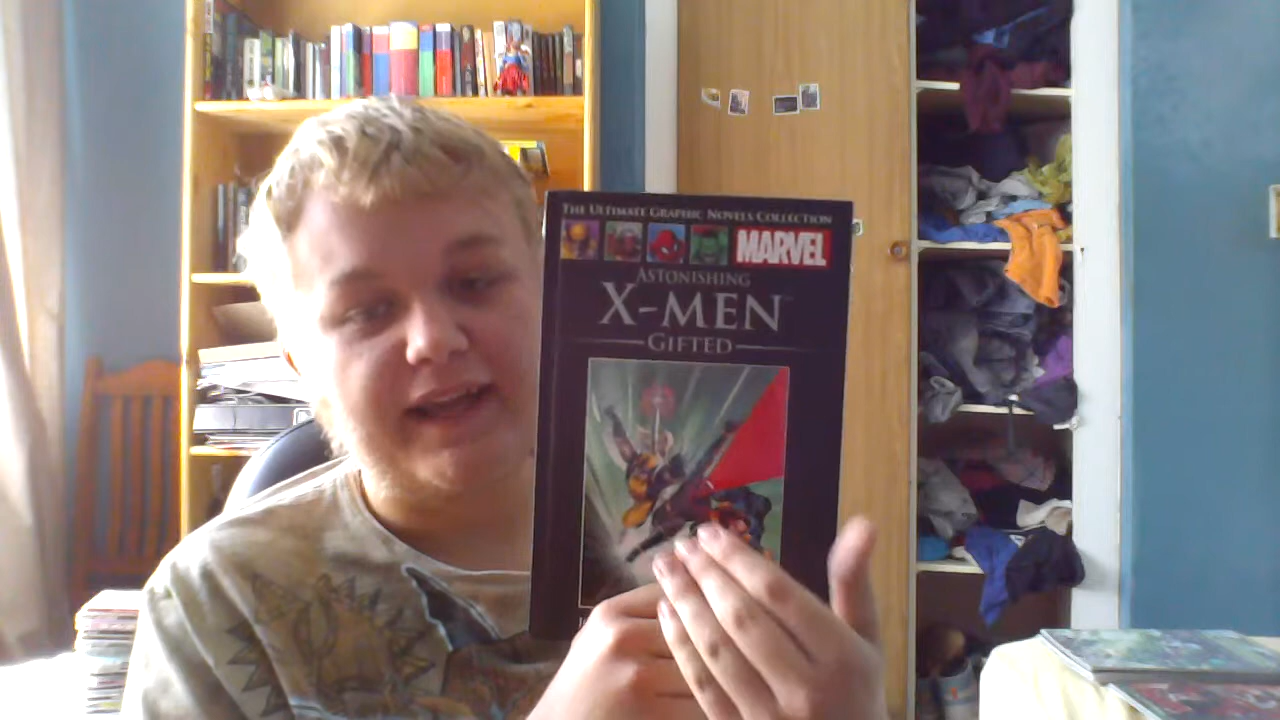 THE ULTIMATE GRAPHIC NOVELS COLLECTION
MARVEL
ASTONISHING
X-MEN
GIFTED